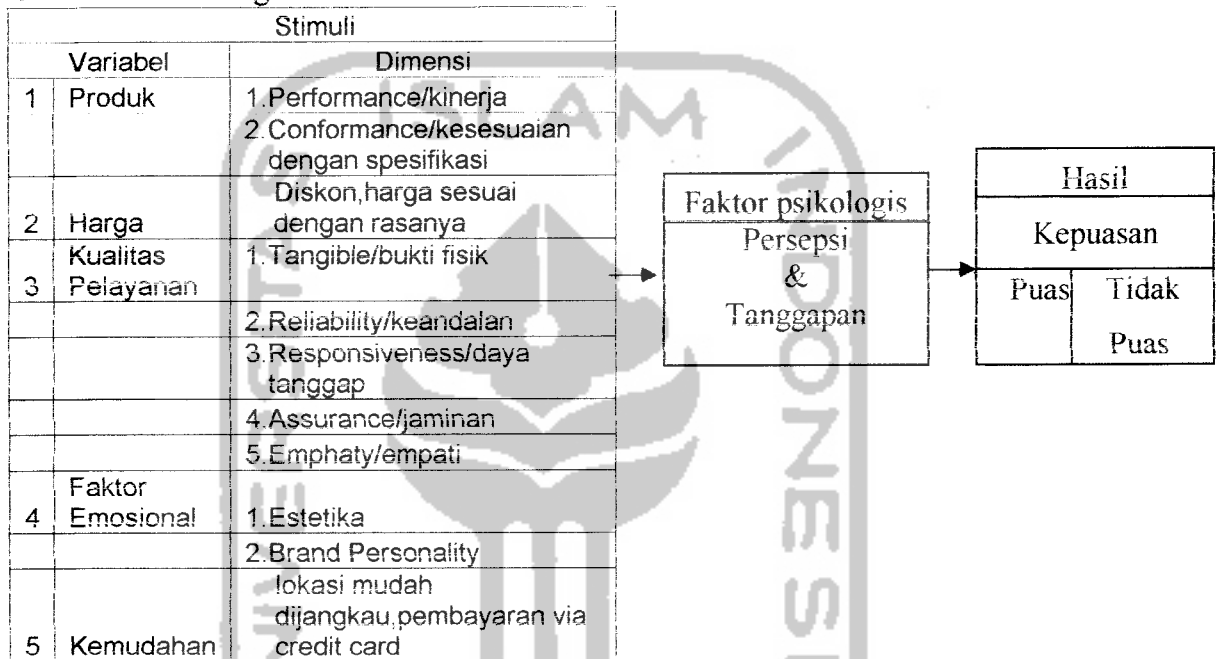 Stimuli
Variabel Dimensi
1 Produk 1.Performance/kinerja
2.Conformance/kesesuaian
dengan spesifikasi
Diskon,harga sesuai
2 Harga dengan rasanya
Kualitas 1.Tangible/bukti fisik
3 Pelayanan
2.Reliability/keandalan
3.Responsiveness/daya
tanggap
4.Assurance/jaminan
5.Emphaty/empati
Faktor
4 Emosional 1.Estetika
2.Brand Personality
lokasi mudah
dijangkau,pembayaran via
5 Kemudahan credit card
Faktor psikologis
Persepsi
&
Tanggapan
Hasil
Kepuasan
Puas Tidak
Puas
ISLAM
INDONESI